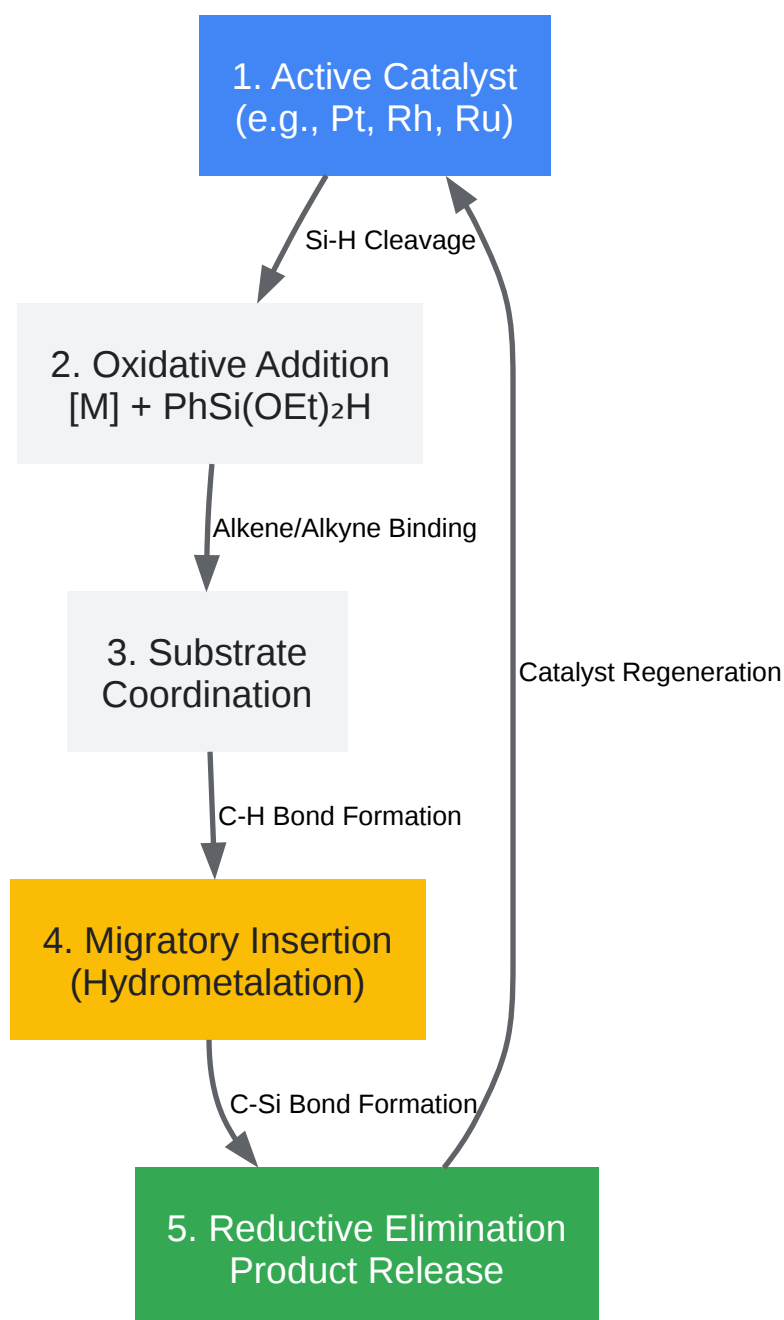 1. Active Catalyst
(e.g., Pt, Rh, Ru)
Si-H Cleavage
2. Oxidative Addition
[M] + PhSi(OEt)₂H
Alkene/Alkyne Binding
3. Substrate
Coordination
Catalyst Regeneration
C-H Bond Formation
4. Migratory Insertion
(Hydrometalation)
C-Si Bond Formation
5. Reductive Elimination
Product Release